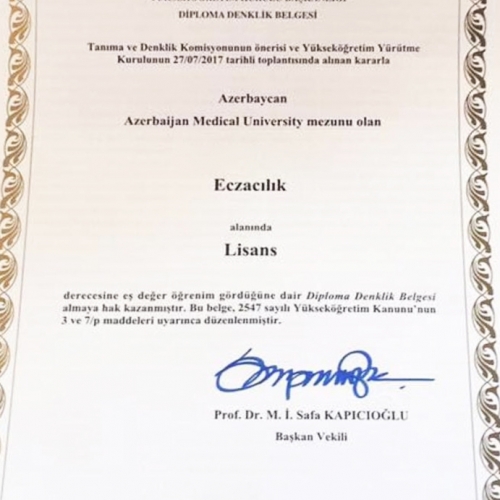 DİPLOMA DENKLİK BELGESİ
Tanıma ve Denklik Komisyonunun önerisi ve Yükseköğretim Yürütme
Kurulunun 27/07/2017 tarihli toplantısında alınan kararla
Azerbaycan
Azerbaijan Medical University mezunu olan
Eczacılık
alanında
Lisans
derecesine eş değer öğrenim gördüğüne dair Diploma Denklik Belgesi
almaya hak kazanmıştır. Bu belge, 2547 sayılı Yükseköğretim Kanunu'nun
3 ve 7/p maddeleri uyarınca düzenlenmiştir.
Prof. Dr. M. İ. Safa KAPICIOĞLU
Başkan Vekili